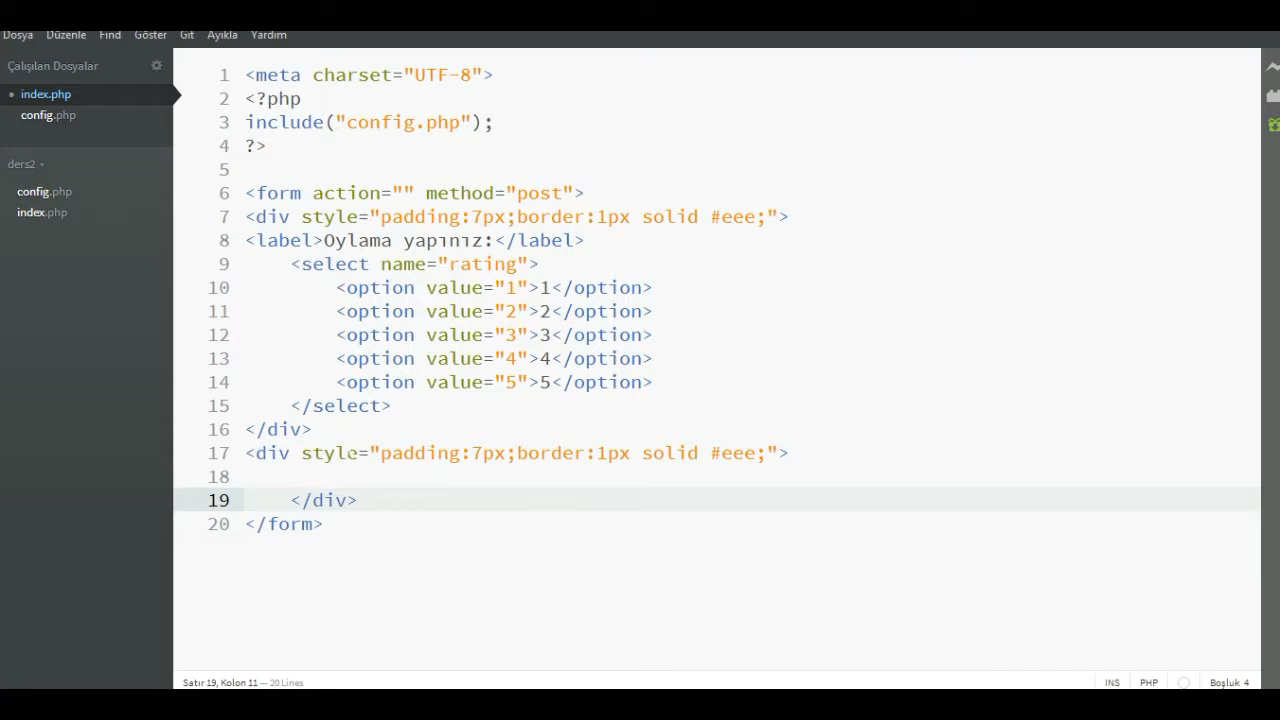 Dosya Düzenle Find Göster Git Ayıkla Yardım
Çalışılan Dosyalar
index.php
config.php
ders2
config.php
index.php
1 <meta charset="UTF-8">
2 <?php
3 include("config.php");
4 ?>
5
6 <form action="" method="post">
7 <div style="padding:7px;border:1px solid #eee;">
8 <label>Oylama yapınız:</label>
9     <select name="rating">
10         <option value="1">1</option>
11         <option value="2">2</option>
12         <option value="3">3</option>
13         <option value="4">4</option>
14         <option value="5">5</option>
15     </select>
16 </div>
17 <div style="padding:7px;border:1px solid #eee;">
18
19     </div>
20 </form>
Satır 19, Kolon 11 — 20 Lines INS PHP Boşluk 4